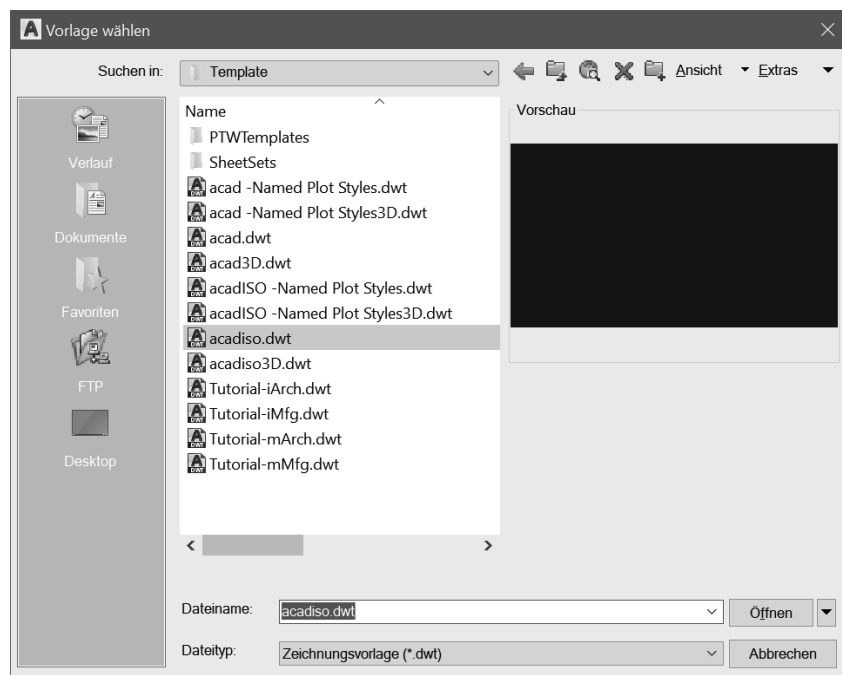 Vorlage wählen
Suchen in:
Template
Ansicht
Extras
Verlauf
Dokumente
Favoriten
FTP
Desktop
Name
PTWTemplates
SheetSets
acad -Named Plot Styles.dwt
acad -Named Plot Styles3D.dwt
acad.dwt
acad3D.dwt
acadISO -Named Plot Styles.dwt
acadISO -Named Plot Styles3D.dwt
acadiso.dwt
acadiso3D.dwt
Tutorial-iArch.dwt
Tutorial-iMfg.dwt
Tutorial-mArch.dwt
Tutorial-mMfg.dwt
Vorschau
Dateiname:
acadiso.dwt
Öffnen
Dateityp:
Zeichnungsvorlage (*.dwt)
Abbrechen